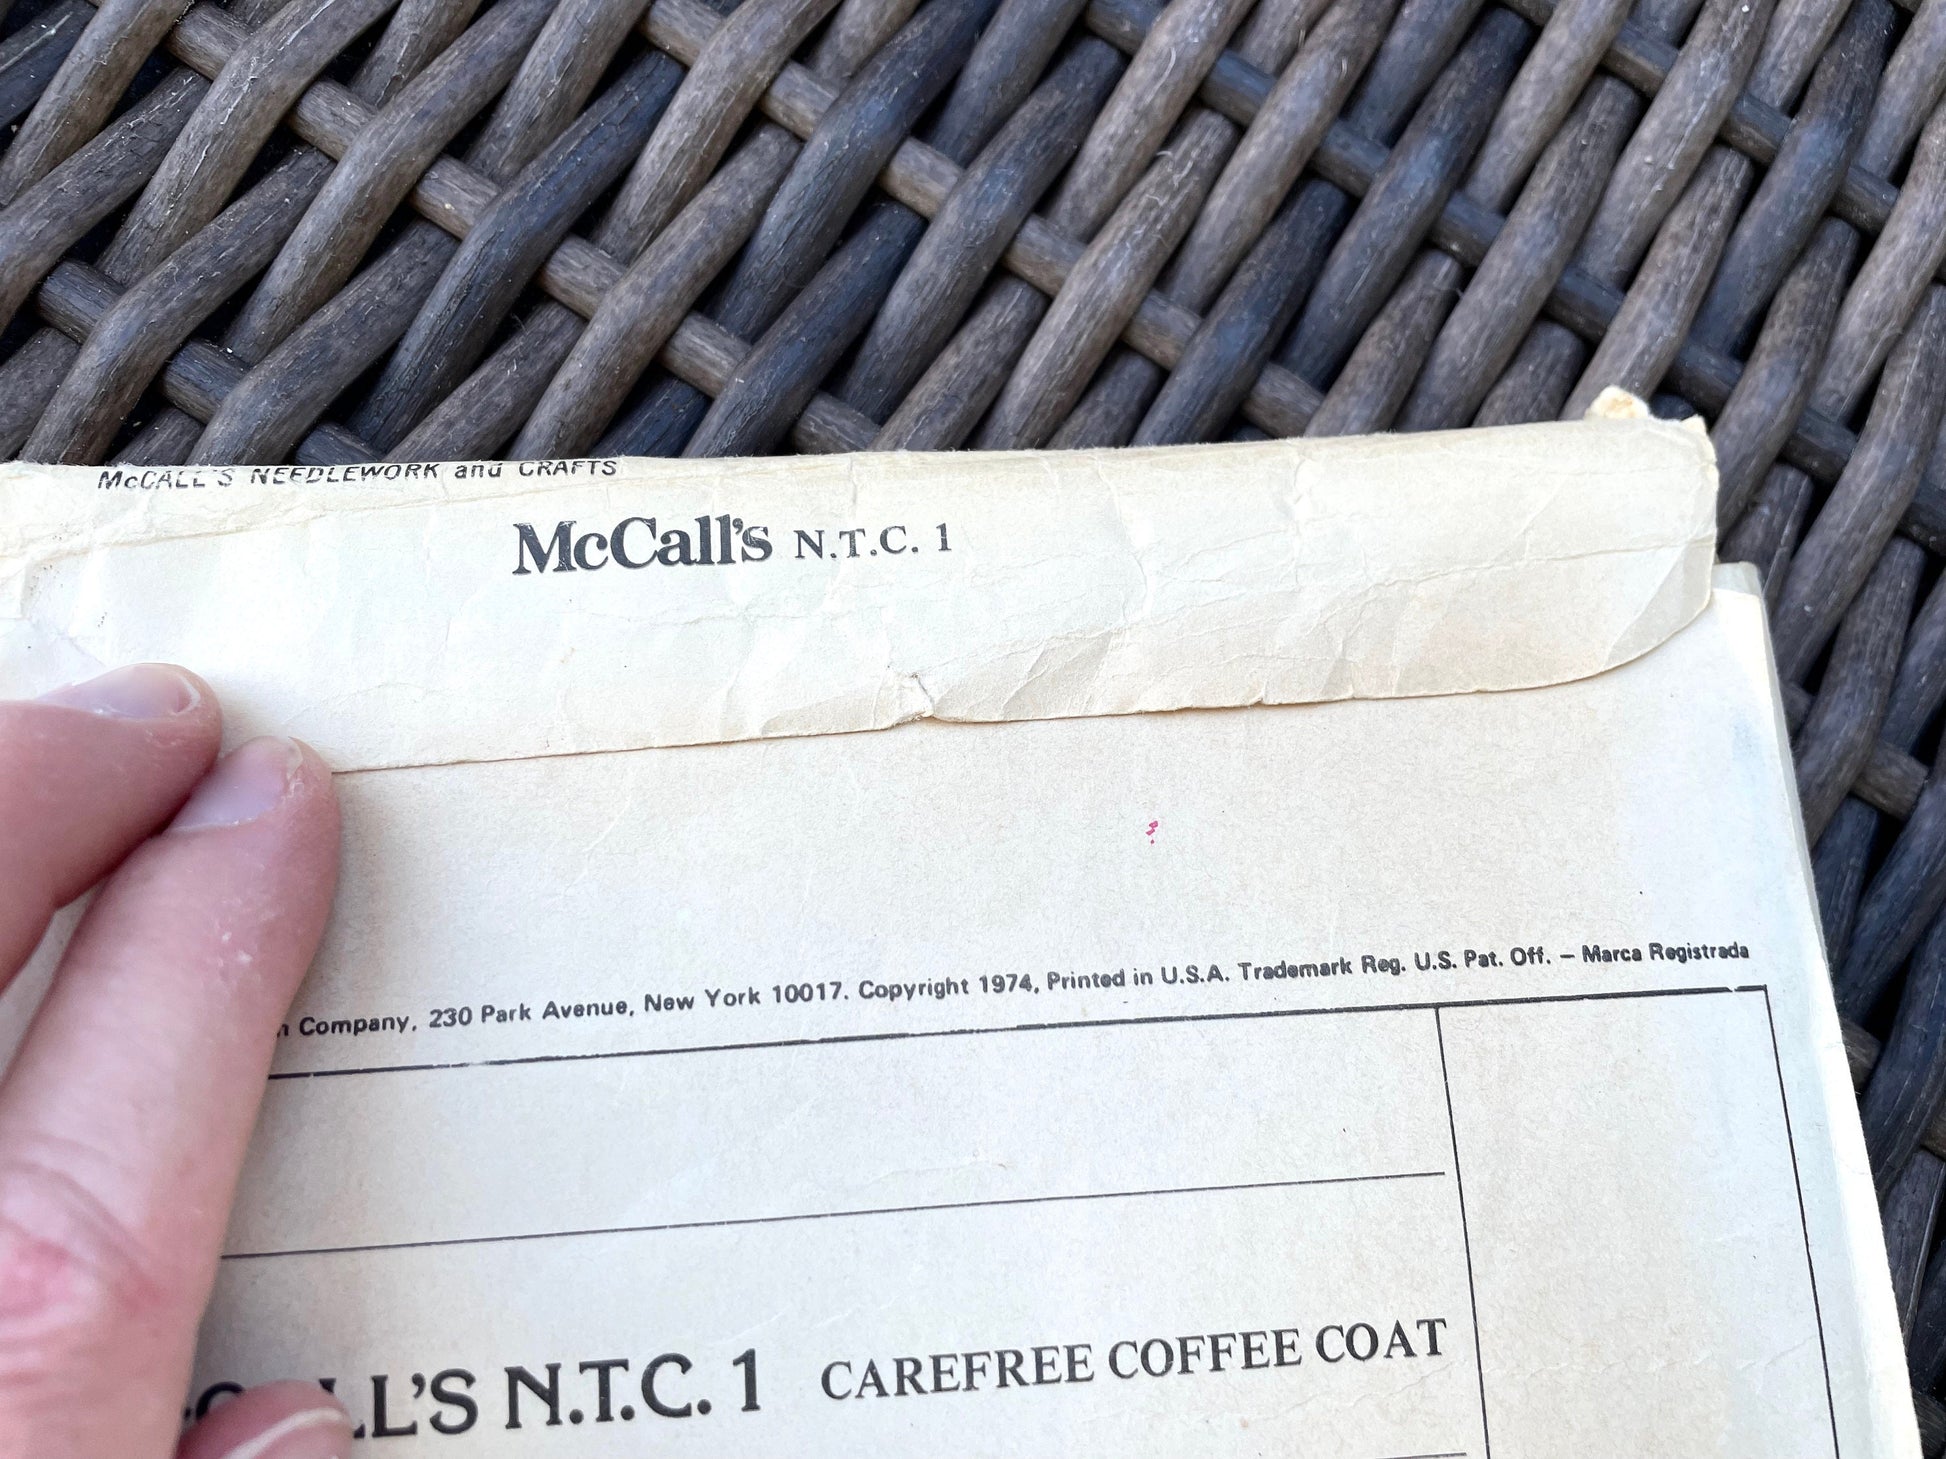 McCALL'S NEEDLEWORK and CRAFTS
McCall's N.T.C. 1
Company, 230 Park Avenue, New York 10017. Copyright 1974, Printed in U.S.A. Trademark Reg. U.S. Pat. Off. – Marca Registrada
LL'S N.T.C. 1 CAREFREE COFFEE COAT